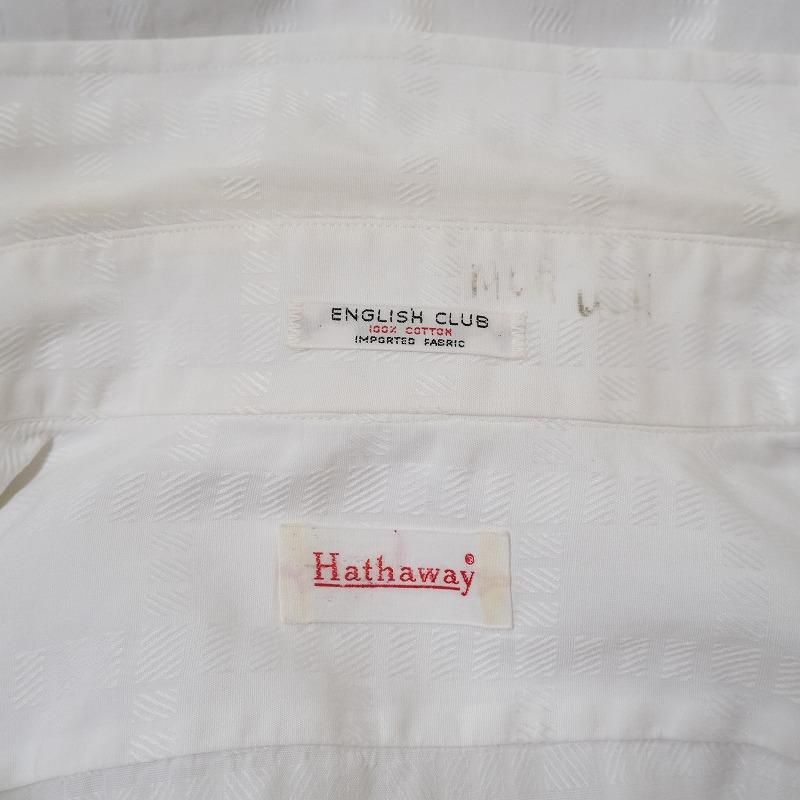 ENGLISH CLUB
100% COTTON
IMPORTED FABRIC
Hathaway®